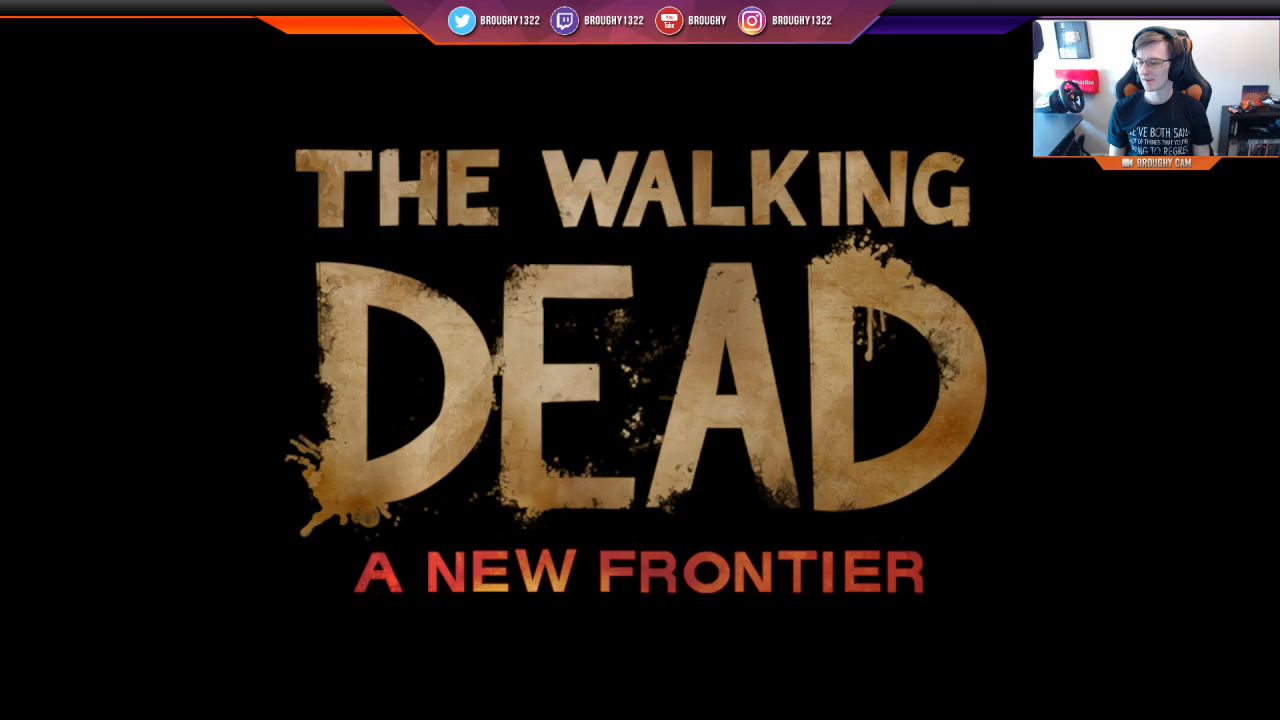 BROUGHY1322 BROUGHY1322 BROUGHY BROUGHY1322
THE WALKING
DEAD
A NEW FRONTIER
BROUGHY CAM